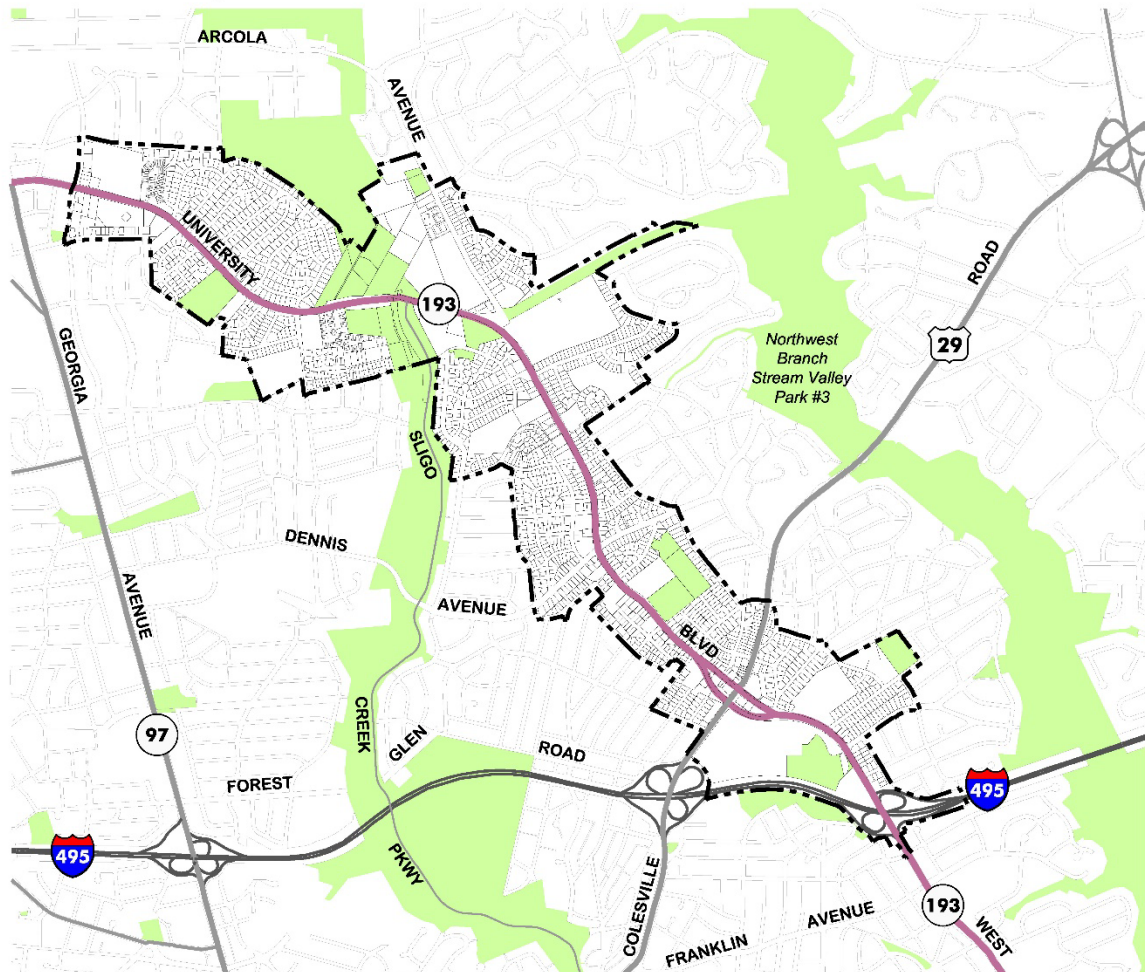 ARCOLA
AVENUE
UNIVERSITY
193
ROAD
GEORGIA
29
Northwest
Branch
Stream Valley
Park #3
SLIGO
DENNIS
AVENUE
AVENUE
BLVD
CREEK
97
GLEN
ROAD
FOREST
495
495
PKWY
COLESVILLE
AVENUE
193
FRANKLIN
WEST